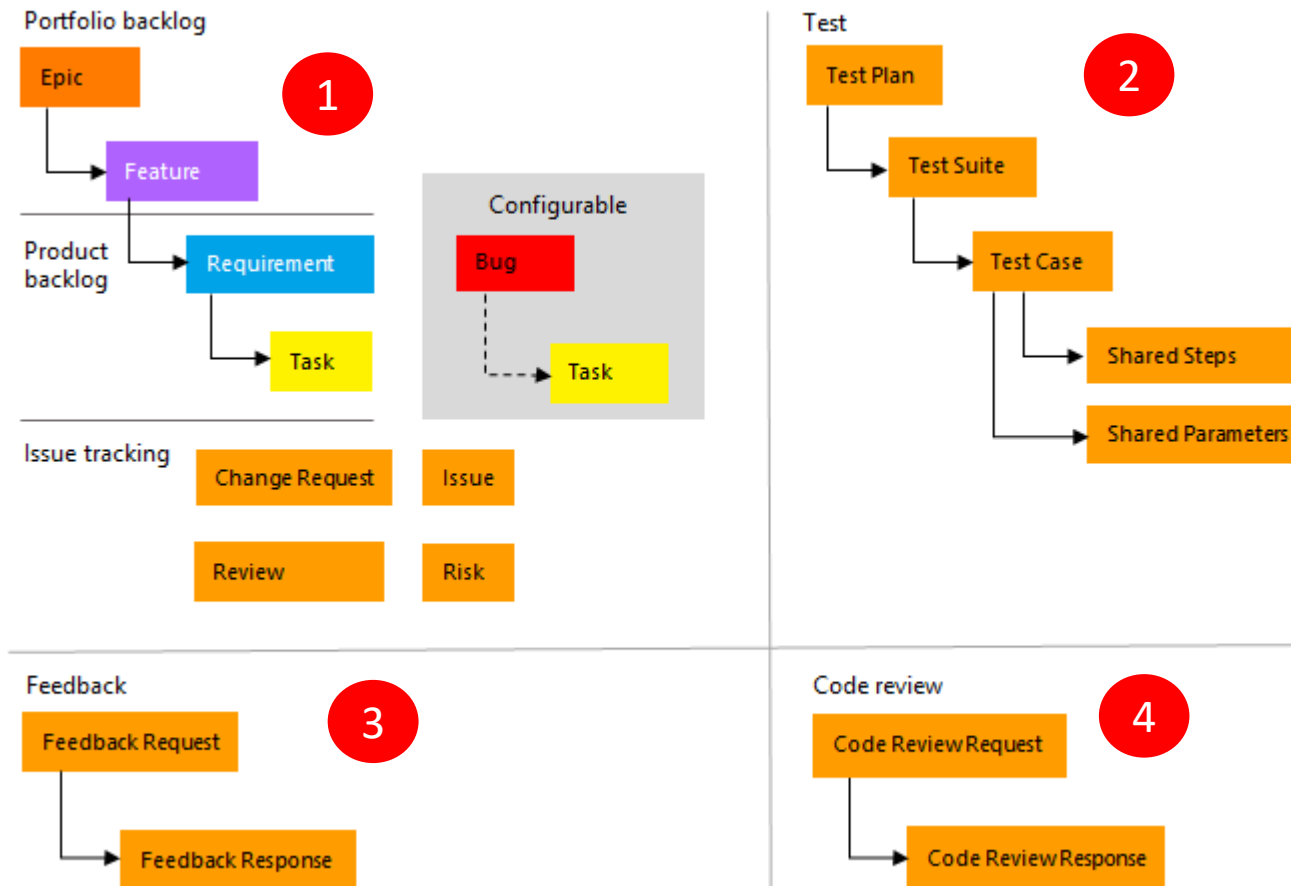 Portfolio backlog
Epic
1
Feature
Product
backlog
Requirement
Task
Configurable
Bug
Task
Issue tracking
Change Request
Issue
Review
Risk
Test
Test Plan
2
Test Suite
Test Case
Shared Steps
Shared Parameters
Feedback
3
Feedback Request
Feedback Response
Code review
4
Code Review Request
Code Review Response